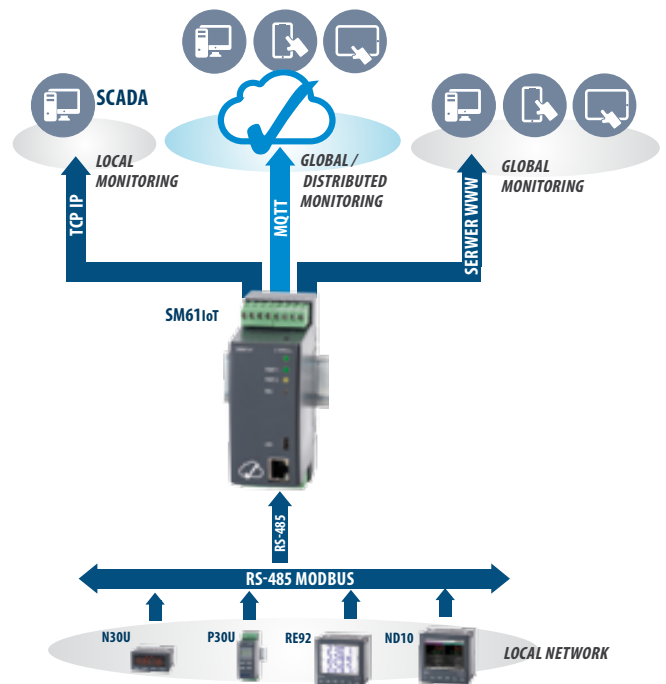 SCADA
LOCAL
MONITORING
GLOBAL /
DISTRIBUTED
MONITORING
GLOBAL
MONITORING
TCP IP
MQTT
SERWER WWW
SM61IoT
RS-485
RS-485 MODBUS
N30U
P30U
RE92
ND10
LOCAL NETWORK